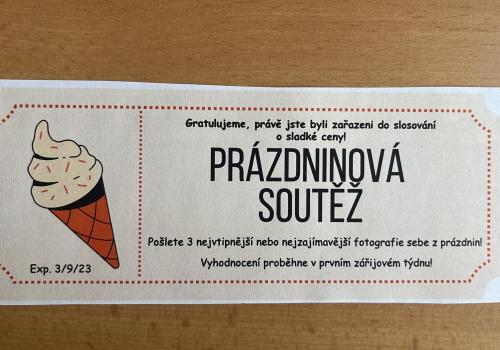 Gratulujeme, právě jste byli zařazeni do slosování
o sladké ceny!
PRÁZDNINOVÁ
SOUTĚŽ
Pošlete 3 nejvtipnější nebo nejzajímavější fotografie sebe z prázdnin!
Vyhodnocení proběhne v prvním zářijovém týdnu!
Exp. 3/9/23